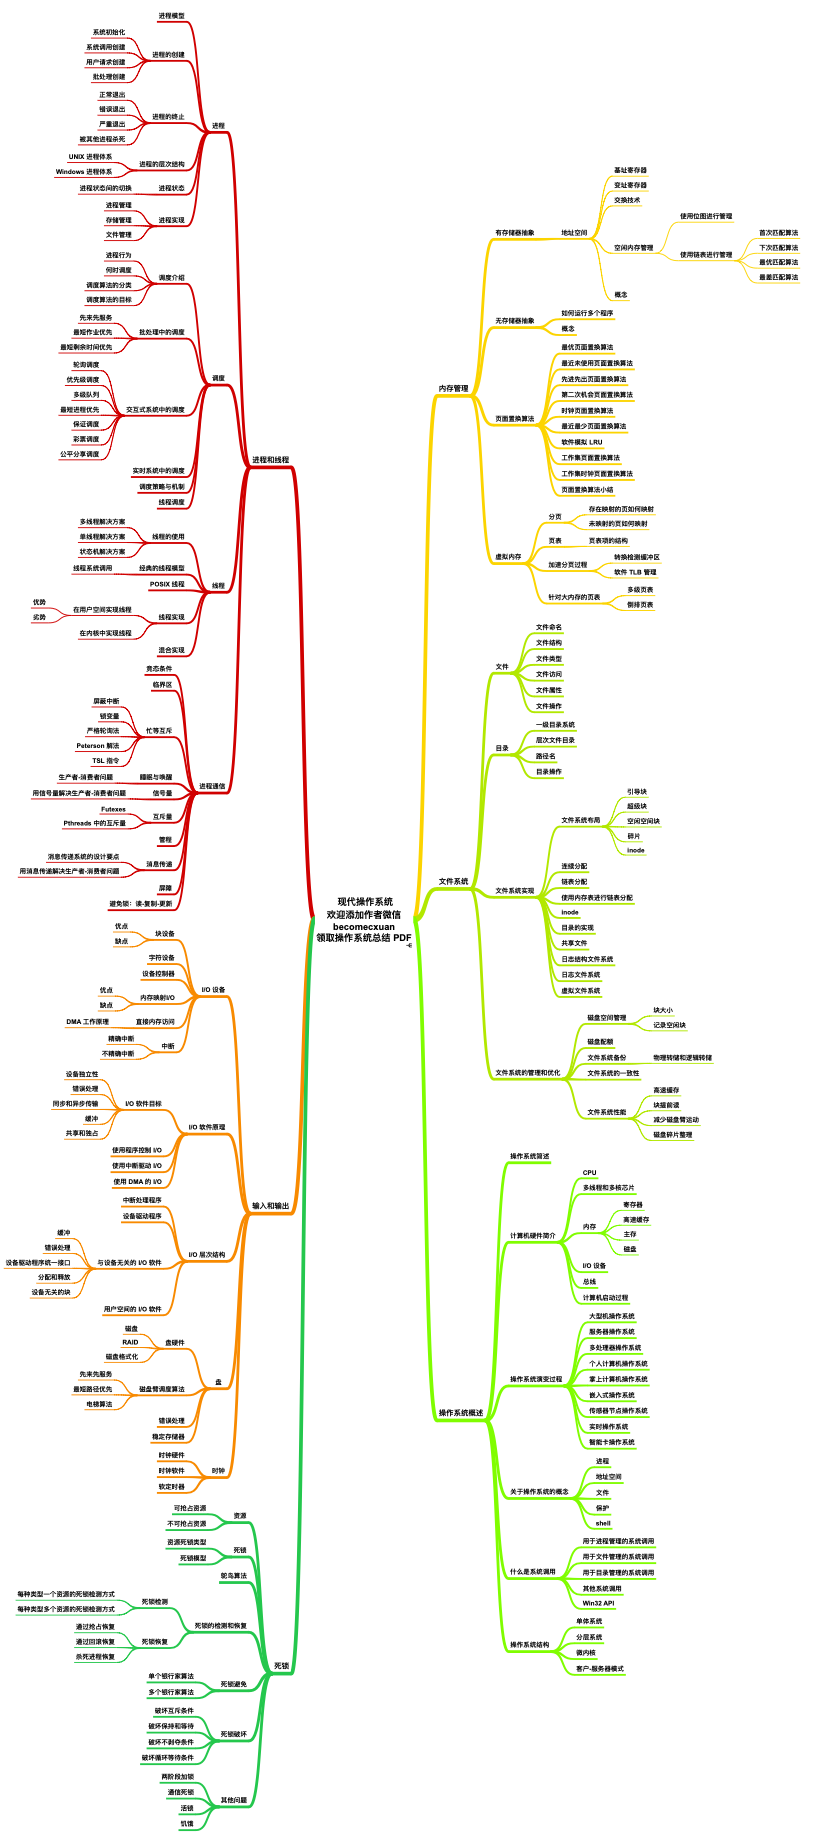 现代操作系统
欢迎添加作者微信
becomecxuan
领取操作系统总结 PDF
进程和线程
进程
进程模型
进程的创建
系统初始化
系统调用创建
用户请求创建
批处理创建
进程的终止
正常退出
错误退出
严重退出
被其他进程杀死
进程的层次结构
UNIX 进程体系
Windows 进程体系
进程状态
进程状态间的切换
进程实现
进程管理
存储管理
文件管理
调度
调度介绍
进程行为
何时调度
调度算法的分类
调度算法的目标
批处理中的调度
先来先服务
最短作业优先
最短剩余时间优先
交互式系统中的调度
轮询调度
优先级调度
多级队列
最短进程优先
保证调度
彩票调度
公平分享调度
实时系统中的调度
调度策略与机制
线程调度
线程
线程的使用
多线程解决方案
单线程解决方案
状态机解决方案
经典的线程模型
线程系统调用
POSIX 线程
线程实现
在用户空间实现线程
优势
劣势
在内核中实现线程
混合实现
进程通信
竞态条件
临界区
忙等互斥
屏蔽中断
锁变量
严格轮询法
Peterson 解法
TSL 指令
睡眠与唤醒
生产者-消费者问题
信号量
用信号量解决生产者-消费者问题
互斥量
Futexes
Pthreads 中的互斥量
管程
消息传递
消息传递系统的设计要点
用消息传递解决生产者-消费者问题
屏障
避免锁：读-复制-更新
输入和输出
I/O 设备
块设备
优点
缺点
字符设备
设备控制器
内存映射I/O
优点
缺点
直接内存访问
DMA 工作原理
中断
精确中断
不精确中断
I/O 软件原理
I/O 软件目标
设备独立性
错误处理
同步和异步传输
缓冲
共享和独占
使用程序控制 I/O
使用中断驱动 I/O
使用 DMA 的 I/O
I/O 层次结构
中断处理程序
设备驱动程序
与设备无关的 I/O 软件
缓冲
错误处理
设备驱动程序统一接口
分配和释放
设备无关的块
用户空间的 I/O 软件
盘
盘硬件
磁盘
RAID
磁盘格式化
磁盘臂调度算法
先来先服务
最短路径优先
电梯算法
错误处理
稳定存储器
时钟
时钟硬件
时钟软件
软定时器
死锁
资源
可抢占资源
不可抢占资源
死锁
资源死锁类型
死锁模型
鸵鸟算法
死锁的检测和恢复
死锁检测
每种类型一个资源的死锁检测方式
每种类型多个资源的死锁检测方式
死锁恢复
通过抢占恢复
通过回滚恢复
杀死进程恢复
死锁避免
单个银行家算法
多个银行家算法
死锁破坏
破坏互斥条件
破坏保持和等待
破坏不剥夺条件
破坏循环等待条件
其他问题
两阶段加锁
通信死锁
活锁
饥饿
内存管理
有存储器抽象
地址空间
基址寄存器
变址寄存器
交换技术
空闲内存管理
使用位图进行管理
使用链表进行管理
首次匹配算法
下次匹配算法
最优匹配算法
最差匹配算法
概念
无存储器抽象
如何运行多个程序
概念
页面置换算法
最优页面置换算法
最近未使用页面置换算法
先进先出页面置换算法
第二次机会页面置换算法
时钟页面置换算法
最近最少页面置换算法
软件模拟 LRU
工作集页面置换算法
工作集时钟页面置换算法
页面置换算法小结
虚拟内存
分页
存在映射的页如何映射
未映射的页如何映射
页表
页表项的结构
加速分页过程
转换检测缓冲区
软件 TLB 管理
针对大内存的页表
多级页表
倒排页表
文件系统
文件
文件命名
文件结构
文件类型
文件访问
文件属性
文件操作
目录
一级目录系统
层次文件目录
路径名
目录操作
文件系统实现
文件系统布局
引导块
超级块
空闲空间块
碎片
inode
连续分配
链表分配
使用内存表进行链表分配
inode
目录的实现
共享文件
日志结构文件系统
日志文件系统
虚拟文件系统
文件系统的管理和优化
磁盘空间管理
块大小
记录空闲块
磁盘配额
文件系统备份
物理转储和逻辑转储
文件系统的一致性
文件系统性能
高速缓存
块提前读
减少磁盘臂运动
磁盘碎片整理
操作系统概述
操作系统简述
计算机硬件简介
CPU
多线程和多核芯片
内存
寄存器
高速缓存
主存
磁盘
I/O 设备
总线
计算机启动过程
操作系统演变过程
大型机操作系统
服务器操作系统
多处理器操作系统
个人计算机操作系统
掌上计算机操作系统
嵌入式操作系统
传感器节点操作系统
实时操作系统
智能卡操作系统
关于操作系统的概念
进程
地址空间
文件
保护
shell
什么是系统调用
用于进程管理的系统调用
用于文件管理的系统调用
用于目录管理的系统调用
其他系统调用
Win32 API
操作系统结构
单体系统
分层系统
微内核
客户-服务器模式